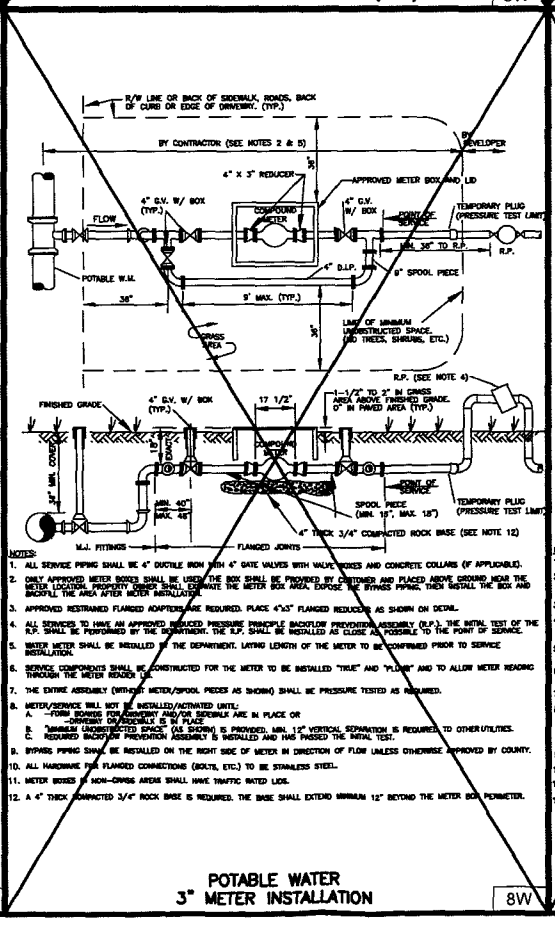 R/W LINE OR BACK OF SIDEWALK, ROADS, BACK
OF CURB OR EDGE OF DRIVEWAY. (TYP.)
BY CONTRACTOR (SEE NOTES 2 & 5)
BY
DEVELOPER
36"
4" X 3" REDUCER
APPROVED METER BOX AND LID
4" G.V. W/ BOX
(TYP.)
COMPOUND
METER
4" G.V.
W/ BOX
POINT OF
SERVICE
TEMPORARY PLUG
(PRESSURE TEST LIMIT)
FLOW
MIN. 36" TO R.P.
R.P.
POTABLE W.M.
4" D.I.P.
9" SPOOL PIECE
36"
9' MAX. (TYP.)
36"
GRASS
AREA
LIMIT OF MINIMUM
UNOBSTRUCTED SPACE.
(NO TREES, SHRUBS, ETC.)
R.P. (SEE NOTE 4)
FINISHED GRADE
4" G.V. W/ BOX
(TYP.)
17 1/2"
1-1/2" TO 2" IN GRASS
AREA ABOVE FINISHED GRADE.
0" IN PAVED AREA (TYP.)
36" MIN. COVER
18"
COMPOUND
METER
MIN. 40"
MAX. 48"
POINT OF
SERVICE
SPOOL PIECE
(MIN. 15", MAX. 18")
TEMPORARY PLUG
(PRESSURE TEST LIMIT)
4" THICK 3/4" COMPACTED ROCK BASE (SEE NOTE 12)
M.J. FITTINGS
FLANGED JOINTS
NOTES:
1. ALL SERVICE PIPING SHALL BE 4" DUCTILE IRON WITH 4" GATE VALVES WITH VALVE BOXES AND CONCRETE COLLARS (IF APPLICABLE).
2. ONLY APPROVED METER BOXES SHALL BE USED. THE BOX SHALL BE PROVIDED BY CUSTOMER AND PLACED ABOVE GROUND NEAR THE
METER LOCATION. PROPERTY OWNER SHALL EXCAVATE THE METER BOX AREA, EXPOSE THE BYPASS PIPING, THEN INSTALL THE BOX AND
BACKFILL THE AREA AFTER METER INSTALLATION.
3. APPROVED RESTRAINED FLANGED ADAPTERS ARE REQUIRED. PLACE 4"x3" FLANGED REDUCERS AS SHOWN ON DETAIL.
4. ALL SERVICES TO HAVE AN APPROVED REDUCED PRESSURE PRINCIPLE BACKFLOW PREVENTION ASSEMBLY (R.P.). THE INITIAL TEST OF THE
R.P. SHALL BE PERFORMED BY THE DEPARTMENT. THE R.P. SHALL BE INSTALLED AS CLOSE AS POSSIBLE TO THE POINT OF SERVICE.
5. WATER METER SHALL BE INSTALLED BY THE DEPARTMENT. LAYING LENGTH OF THE METER TO BE CONFIRMED PRIOR TO SERVICE
INSTALLATION.
6. SERVICE COMPONENTS SHALL BE CONSTRUCTED FOR THE METER TO BE INSTALLED "TRUE" AND "PLUMB" AND TO ALLOW METER READING
THROUGH THE METER READER LID.
7. THE ENTIRE ASSEMBLY (WITHOUT METER/SPOOL PIECES AS SHOWN) SHALL BE PRESSURE TESTED AS REQUIRED.
8. METER/SERVICE WILL NOT BE INSTALLED/ACTIVATED UNTIL:
A. -FORM BOARDS FOR DRIVEWAY AND/OR SIDEWALK ARE IN PLACE OR
-DRIVEWAY OR SIDEWALK IS IN PLACE
B. "MINIMUM UNOBSTRUCTED SPACE" (AS SHOWN) IS PROVIDED. MIN. 12" VERTICAL SEPARATION IS REQUIRED TO OTHER UTILITIES.
C. REQUIRED BACKFLOW PREVENTION ASSEMBLY IS INSTALLED AND HAS PASSED THE INITIAL TEST.
9. BYPASS PIPING SHALL BE INSTALLED ON THE RIGHT SIDE OF METER IN DIRECTION OF FLOW UNLESS OTHERWISE APPROVED BY COUNTY.
10. ALL HARDWARE FOR FLANGED CONNECTIONS (BOLTS, ETC.) TO BE STAINLESS STEEL.
11. METER BOXES IN NON-GRASS AREAS SHALL HAVE TRAFFIC RATED LIDS.
12. A 4" THICK COMPACTED 3/4" ROCK BASE IS REQUIRED. THE BASE SHALL EXTEND MINIMUM 12" BEYOND THE METER BOX PERIMETER.
POTABLE WATER
3" METER INSTALLATION
8W